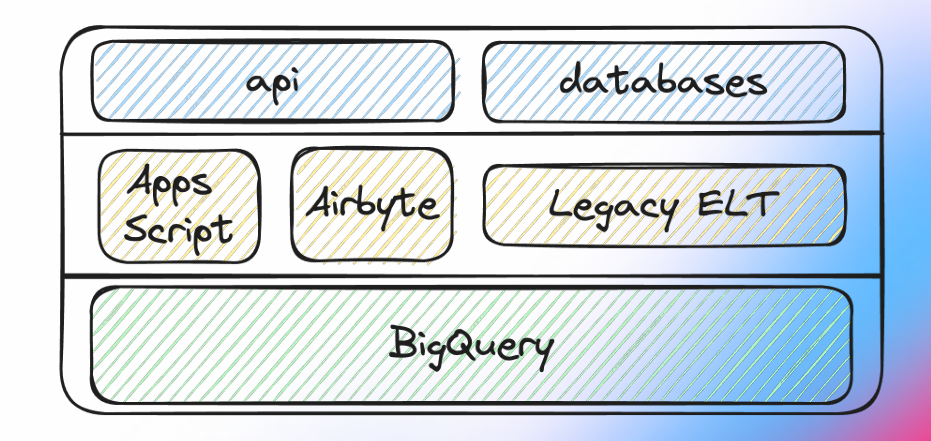 api
databases
Apps
Script
Airbyte
Legacy ELT
BigQuery